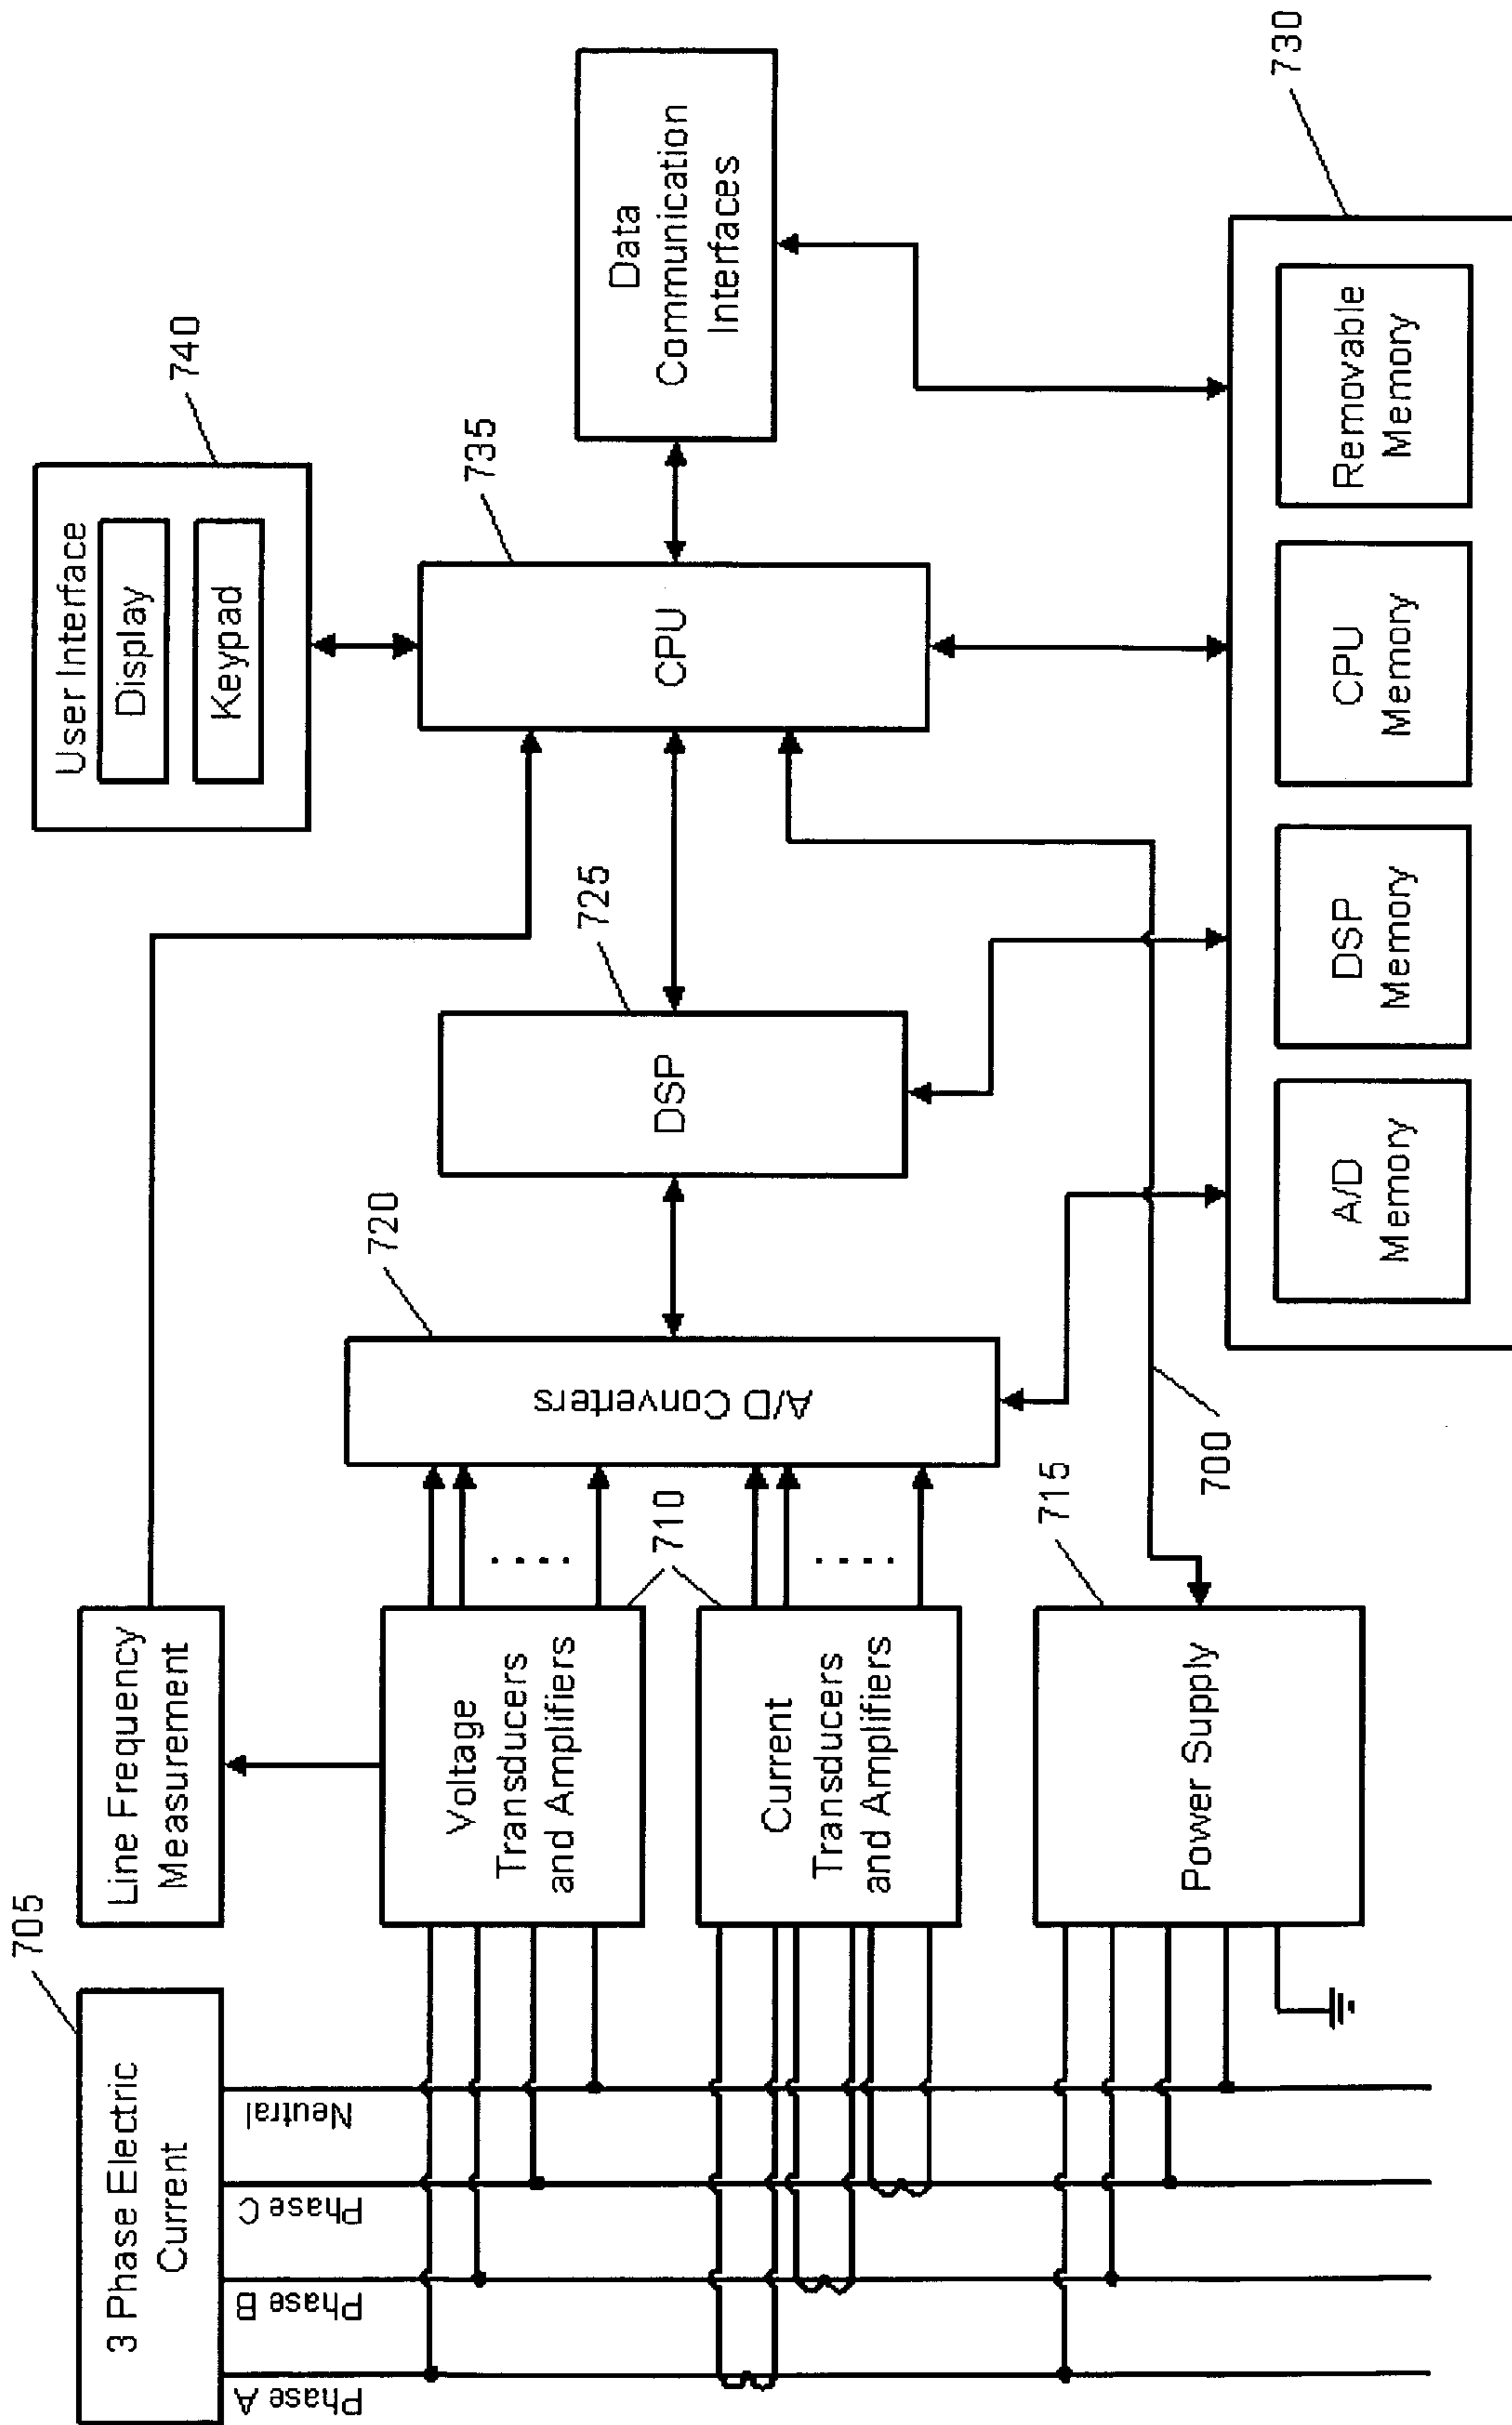 705
3 Phase Electric
Current
Phase A
Phase B
Phase C
Neutral
Line Frequency
Measurement
Voltage
Transducers
and Amplifiers
Current
Transducers
and Amplifiers
710
Power Supply
715
700
A/D Converters
720
DSP
725
CPU
735
User Interface
Display
Keypad
740
Data
Communication
Interfaces
A/D
Memory
DSP
Memory
CPU
Memory
Removable
Memory
730